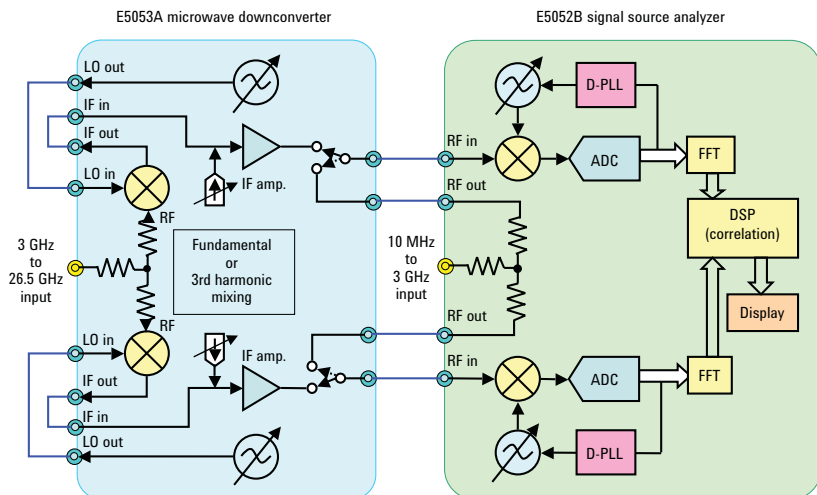 E5053A microwave downconverter
E5052B signal source analyzer
LO out
IF in
IF out
LO in
RF
IF amp.
3 GHz
to
26.5 GHz
input
Fundamental
or
3rd harmonic
mixing
RF
LO in
IF out
IF in
LO out
IF amp.
D-PLL
RF in
ADC
FFT
RF out
DSP
(correlation)
10 MHz
to
3 GHz
input
Display
RF out
RF in
ADC
FFT
D-PLL